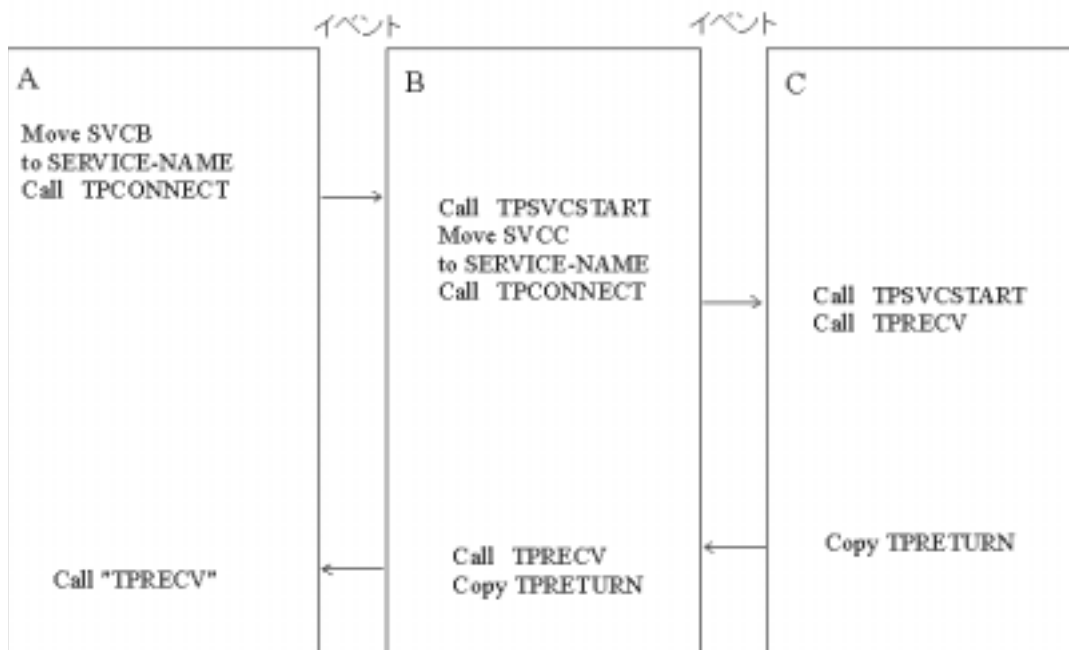 イベント
イベント
A
Move SVCB
to SERVICE-NAME
Call TPCONNECT
B
Call TPSVCSTART
Move SVCC
to SERVICE-NAME
Call TPCONNECT
C
Call TPSVCSTART
Call TPRECV
Copy TPRETURN
Call TPRECV
Copy TPRETURN
Call "TPRECV"